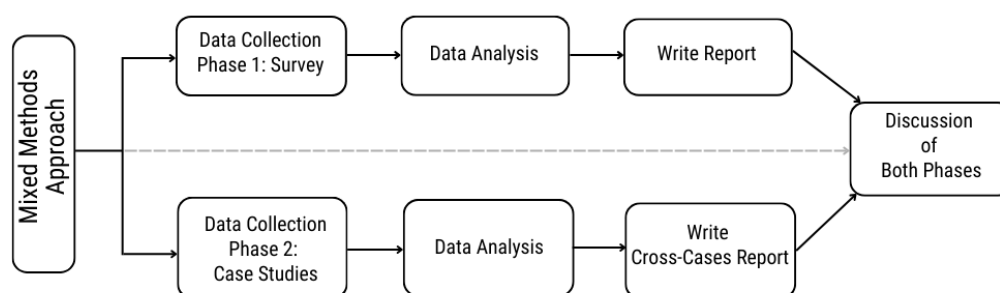 Mixed Methods
Approach
Data Collection
Phase 1: Survey
Data Analysis
Write Report
Discussion
of
Both Phases
Data Collection
Phase 2:
Case Studies
Data Analysis
Write
Cross-Cases Report